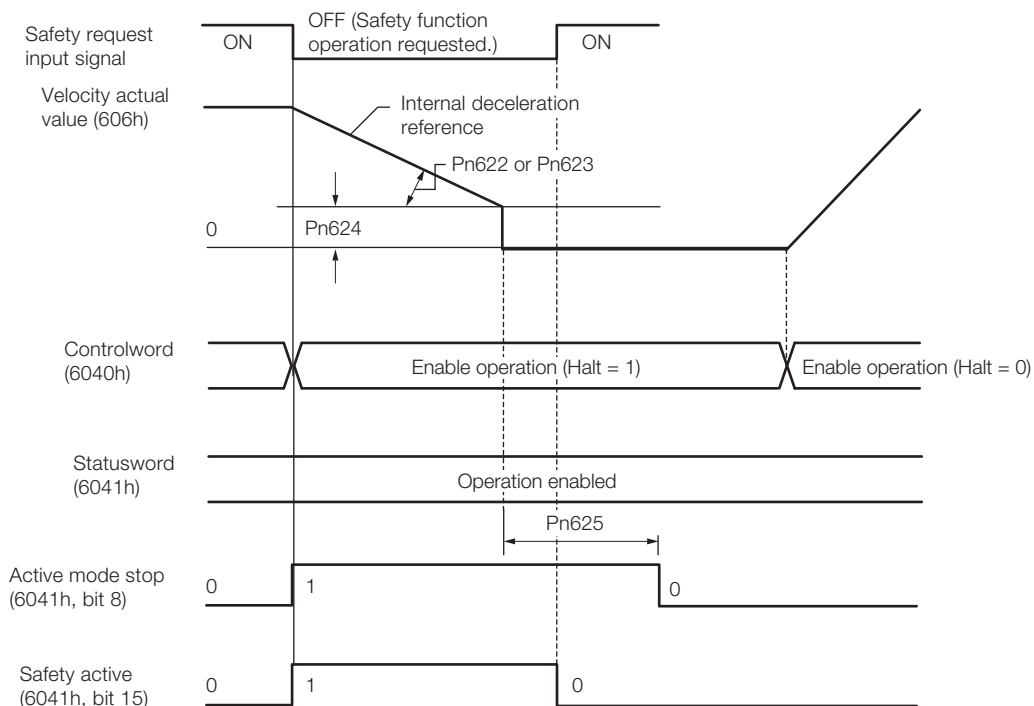 Safety request
input signal
ON
OFF (Safety function
operation requested.)
ON
Velocity actual
value (606h)
Internal deceleration
reference
Pn622 or Pn623
0
Pn624
Controlword
(6040h)
Enable operation (Halt = 1)
Enable operation (Halt = 0)
Statusword
(6041h)
Operation enabled
Pn625
Active mode stop
(6041h, bit 8)
0
1
0
Safety active
(6041h, bit 15)
0
1
0